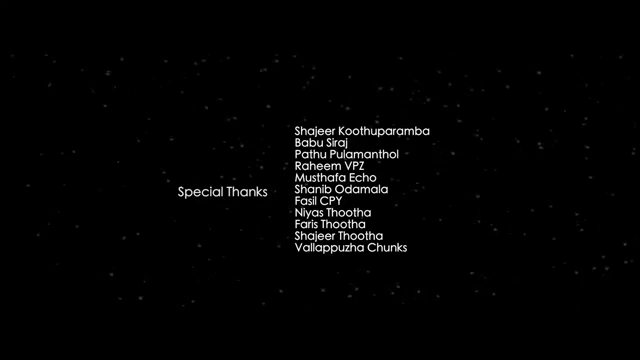 Special Thanks
Shajeer Koothuparamba
Babu Siraj
Pathu Pulamanthol
Raheem VPZ
Musthafa Echo
Shanib Odamala
Fasil CPY
Niyas Thootha
Faris Thootha
Shajeer Thootha
Vallappuzha Chunks